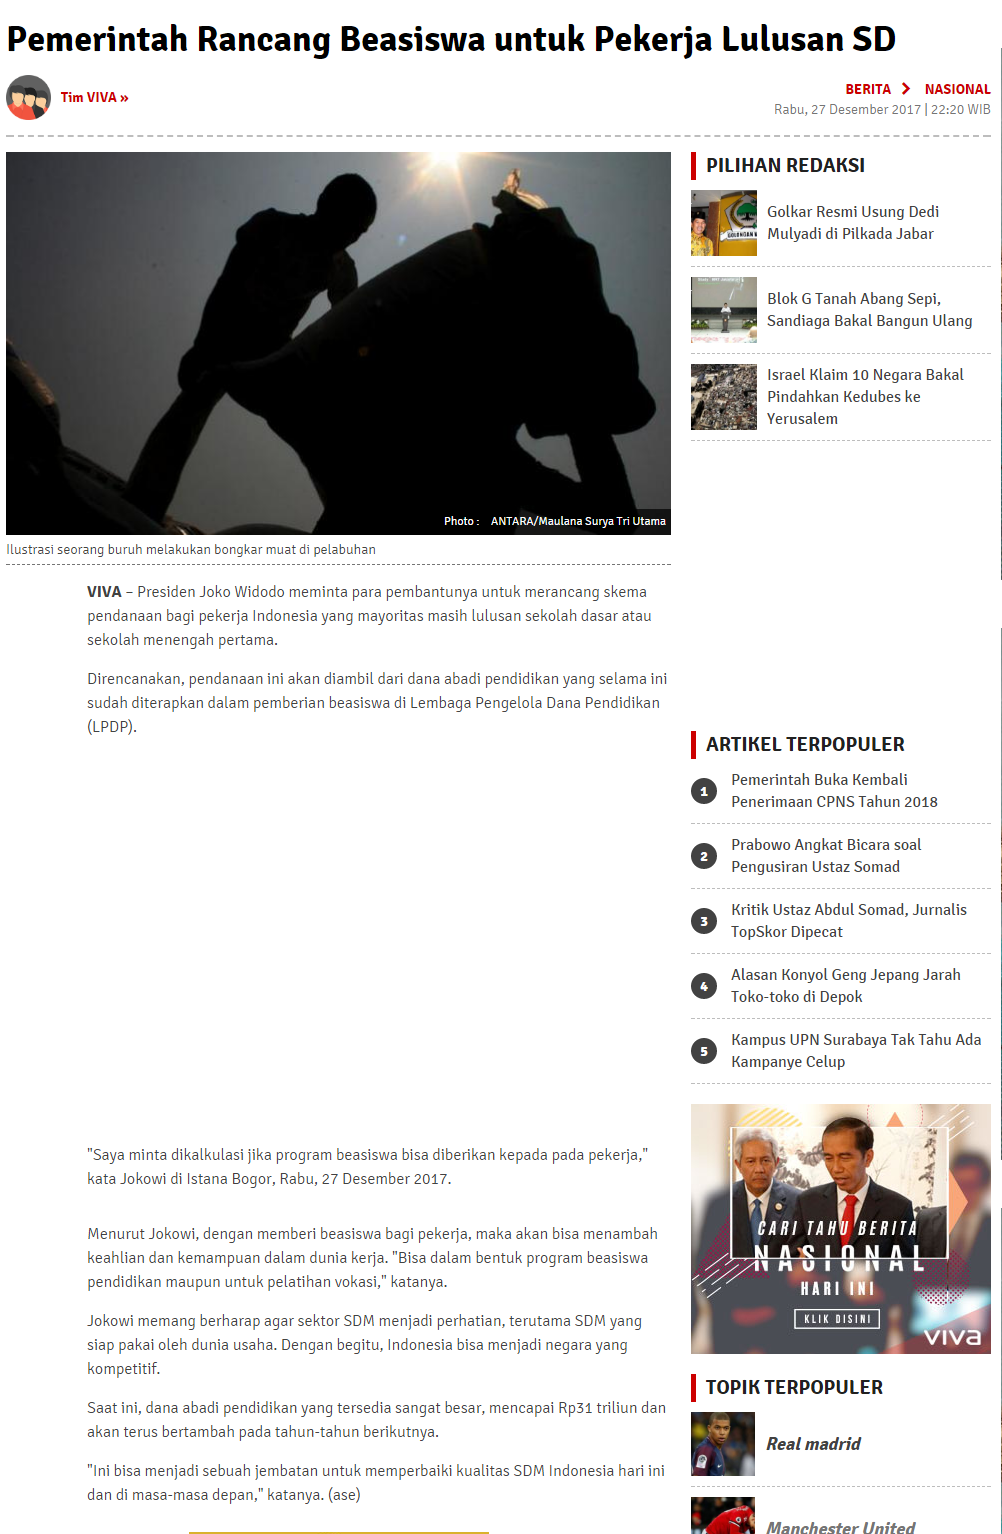 Pemerintah Rancang Beasiswa untuk Pekerja Lulusan SD
Tim VIVA »
BERITA NASIONAL
Rabu, 27 Desember 2017 | 22:20 WIB
Photo : ANTARA/Maulana Surya Tri Utama
Ilustrasi seorang buruh melakukan bongkar muat di pelabuhan
VIVA – Presiden Joko Widodo meminta para pembantunya untuk merancang skema
pendanaan bagi pekerja Indonesia yang mayoritas masih lulusan sekolah dasar atau
sekolah menengah pertama.
Direncanakan, pendanaan ini akan diambil dari dana abadi pendidikan yang selama ini
sudah diterapkan dalam pemberian beasiswa di Lembaga Pengelola Dana Pendidikan
(LPDP).
"Saya minta dikalkulasi jika program beasiswa bisa diberikan kepada pada pekerja,"
kata Jokowi di Istana Bogor, Rabu, 27 Desember 2017.
Menurut Jokowi, dengan memberi beasiswa bagi pekerja, maka akan bisa menambah
keahlian dan kemampuan dalam dunia kerja. "Bisa dalam bentuk program beasiswa
pendidikan maupun untuk pelatihan vokasi," katanya.
Jokowi memang berharap agar sektor SDM menjadi perhatian, terutama SDM yang
siap pakai oleh dunia usaha. Dengan begitu, Indonesia bisa menjadi negara yang
kompetitif.
Saat ini, dana abadi pendidikan yang tersedia sangat besar, mencapai Rp31 triliun dan
akan terus bertambah pada tahun-tahun berikutnya.
"Ini bisa menjadi sebuah jembatan untuk memperbaiki kualitas SDM Indonesia hari ini
dan di masa-masa depan," katanya. (ase)
PILIHAN REDAKSI
Golkar Resmi Usung Dedi
Mulyadi di Pilkada Jabar
Blok G Tanah Abang Sepi,
Sandiaga Bakal Bangun Ulang
Israel Klaim 10 Negara Bakal
Pindahkan Kedubes ke
Yerusalem
ARTIKEL TERPOPULER
1 Pemerintah Buka Kembali
Penerimaan CPNS Tahun 2018
2 Prabowo Angkat Bicara soal
Pengusiran Ustaz Somad
3 Kritik Ustaz Abdul Somad, Jurnalis
TopSkor Dipecat
4 Alasan Konyol Geng Jepang Jarah
Toko-toko di Depok
5 Kampus UPN Surabaya Tak Tahu Ada
Kampanye Celup
CARI TAHU BERITA
NASIONAL
HARI INI
KLIK DISINI
VIVA
TOPIK TERPOPULER
Real madrid
Manchester United